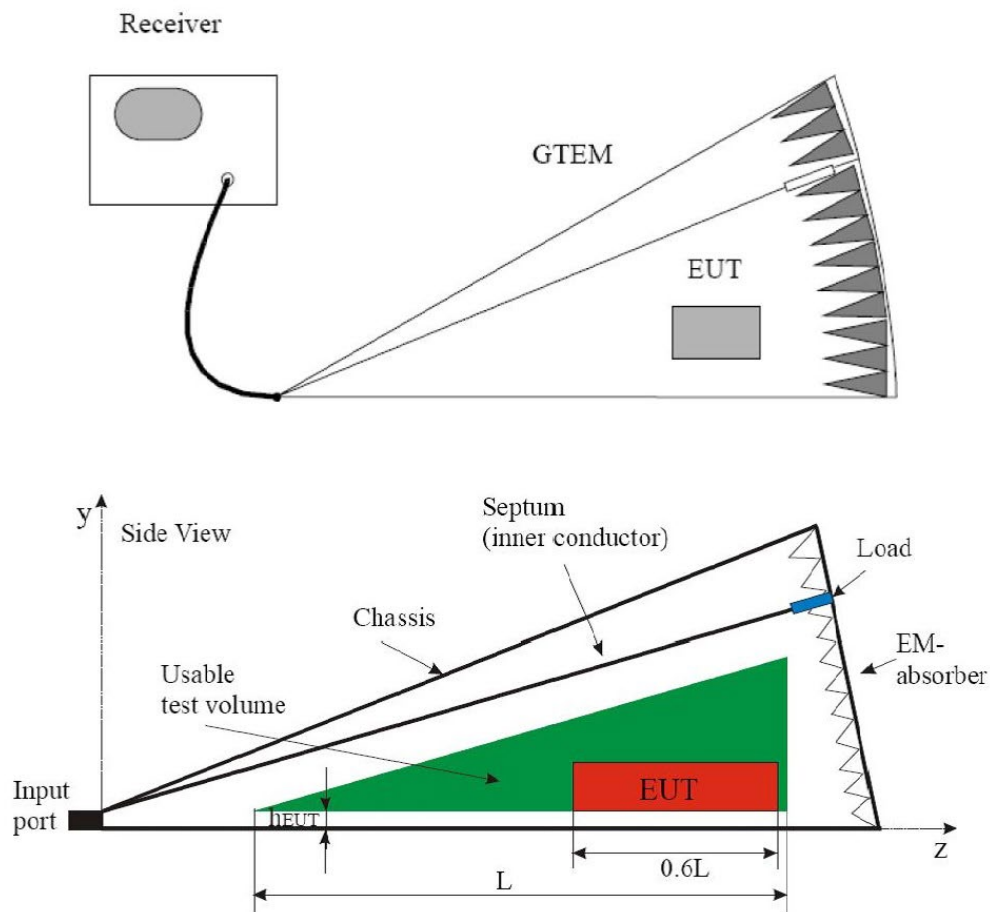 Receiver
GTEM
EUT
y
Side View
Septum
(inner conductor)
Load
Chassis
EM-
absorber
Usable
test volume
Input
port
EUT
hEUT
z
0.6L
L